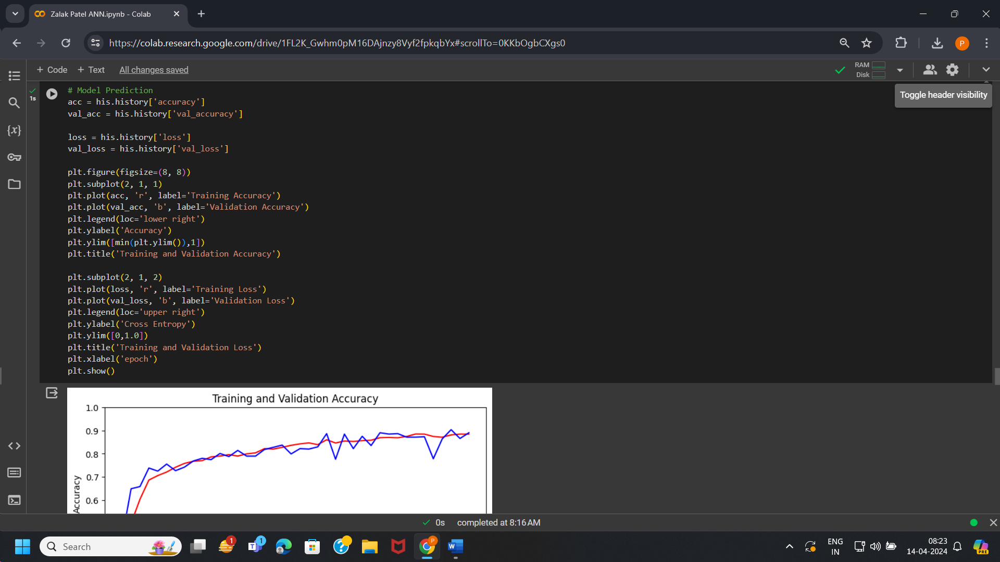 Zalak Patel ANN.ipynb - Colab
https://colab.research.google.com/drive/1FL2K_Gwhm0pM16DAjnzy8Vyf2fpkqbYx#scrollTo=0KKbOgbCXgs0
P
+ Code + Text All changes saved
RAM
Disk
Toggle header visibility
1s
# Model Prediction
acc = his.history['accuracy']
val_acc = his.history['val_accuracy']
loss = his.history['loss']
val_loss = his.history['val_loss']
plt.figure(figsize=(8, 8))
plt.subplot(2, 1, 1)
plt.plot(acc, 'r', label='Training Accuracy')
plt.plot(val_acc, 'b', label='Validation Accuracy')
plt.legend(loc='lower right')
plt.ylabel('Accuracy')
plt.ylim([min(plt.ylim()),1])
plt.title('Training and Validation Accuracy')
plt.subplot(2, 1, 2)
plt.plot(loss, 'r', label='Training Loss')
plt.plot(val_loss, 'b', label='Validation Loss')
plt.legend(loc='upper right')
plt.ylabel('Cross Entropy')
plt.ylim([0,1.0])
plt.title('Training and Validation Loss')
plt.xlabel('epoch')
plt.show()
{x}
Training and Validation Accuracy
1.0
0.9
0.8
0.7
0.6
Accuracy
0s completed at 8:16 AM
Search
1
T
1
?
P
W
ENG
IN
08:23
14-04-2024
PRE